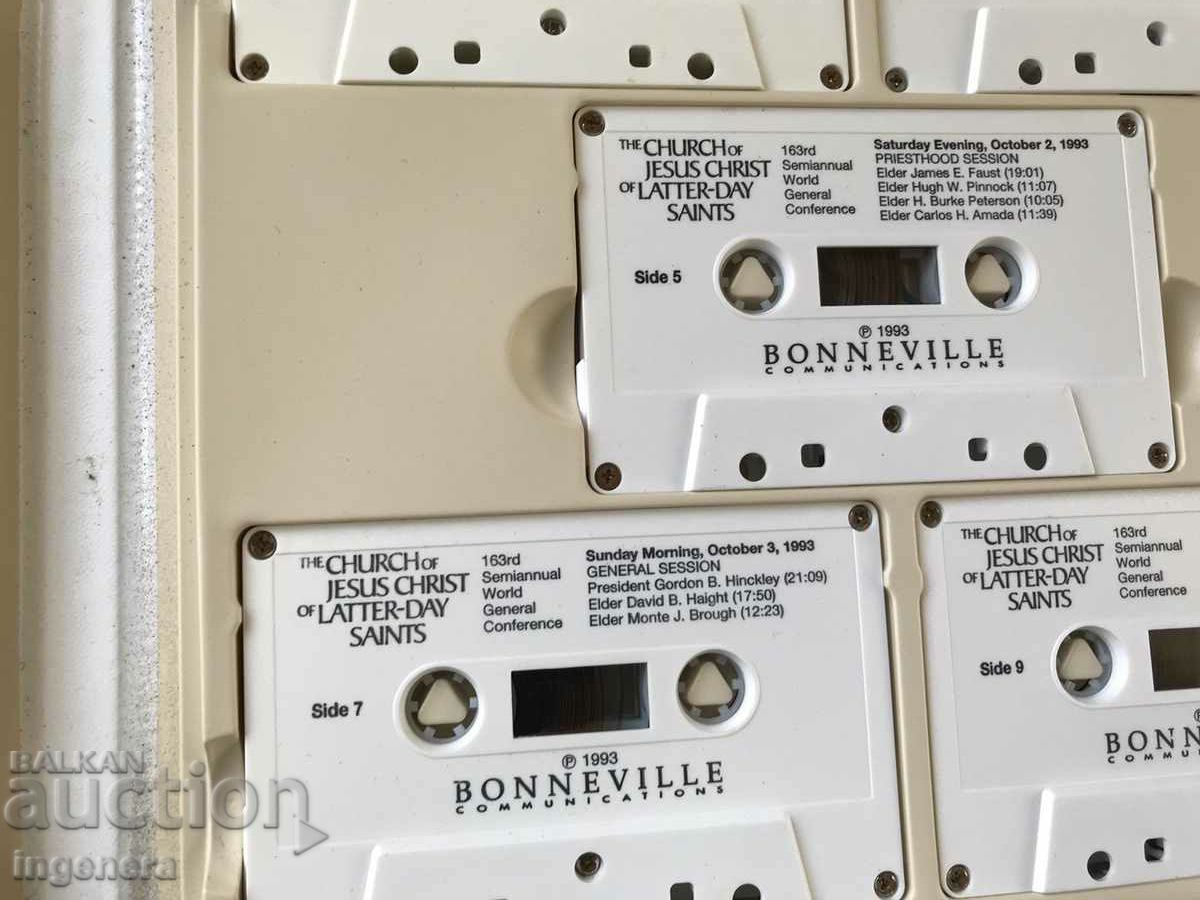 THE CHURCH OF
JESUS CHRIST
OF LATTER-DAY
SAINTS
163rd
Semiannual
World
General
Conference
Saturday Evening, October 2, 1993
PRIESTHOOD SESSION
Elder James E. Faust (19:01)
Elder Hugh W. Pinnock (11:07)
Elder H. Burke Peterson (10:05)
Elder Carlos H. Amada (11:39)
Side 5
℗ 1993
BONNEVILLE
COMMUNICATIONS
THE CHURCH OF
JESUS CHRIST
OF LATTER-DAY
SAINTS
163rd
Semiannual
World
General
Conference
Sunday Morning, October 3, 1993
GENERAL SESSION
President Gordon B. Hinckley (21:09)
Elder David B. Haight (17:50)
Elder Monte J. Brough (12:23)
Side 7
℗ 1993
BONNEVILLE
COMMUNICATIONS
THE CHURCH OF
JESUS CHRIST
OF LATTER-DAY
SAINTS
163rd
Semiannual
World
General
Conference
Side 9
℗
BONN
COMMU
BALKAN
auction
ingenera